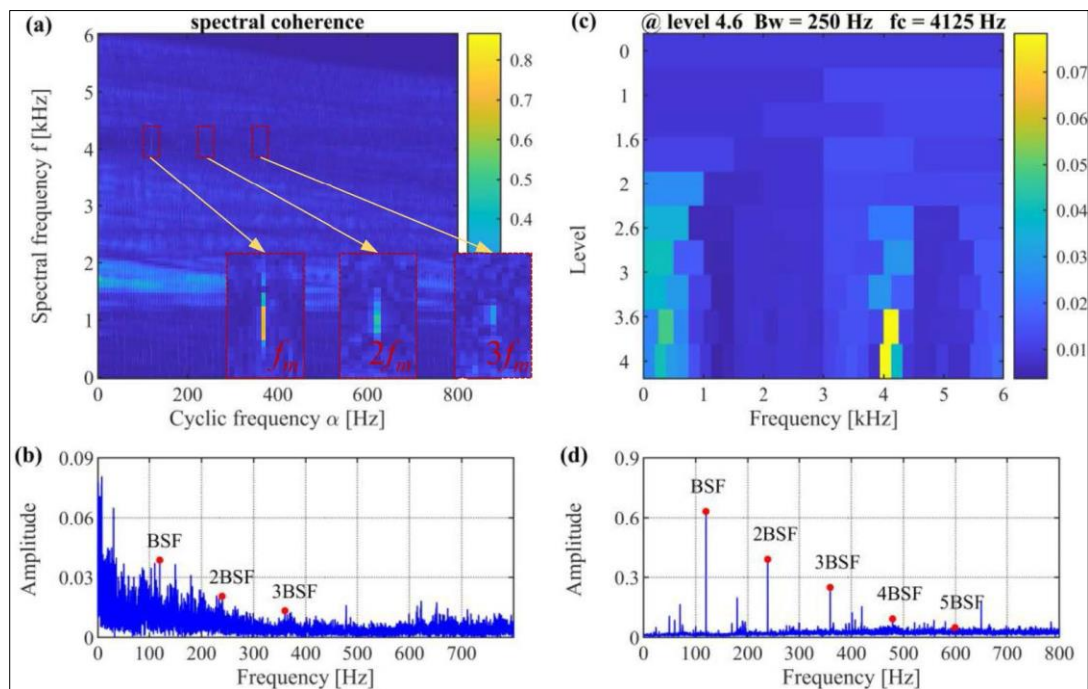 (a)
spectral coherence
6
5
4
3
2
1
0
Spectral frequency f [kHz]
0 200 400 600 800
Cyclic frequency α [Hz]
f_m
2f_m
3f_m
0.8
0.7
0.6
0.5
0.4
(c)
@ level 4.6 Bw = 250 Hz fc = 4125 Hz
0
1
1.6
2
2.6
3
3.6
4
Level
0 1 2 3 4 5 6
Frequency [kHz]
0.07
0.06
0.05
0.04
0.03
0.02
0.01
(b)
0.09
0.06
0.03
0
Amplitude
BSF
2BSF
3BSF
0 100 200 300 400 500 600 700
Frequency [Hz]
(d)
0.9
0.6
0.3
0
Amplitude
BSF
2BSF
3BSF
4BSF
5BSF
0 100 200 300 400 500 600 700 800
Frequency [Hz]